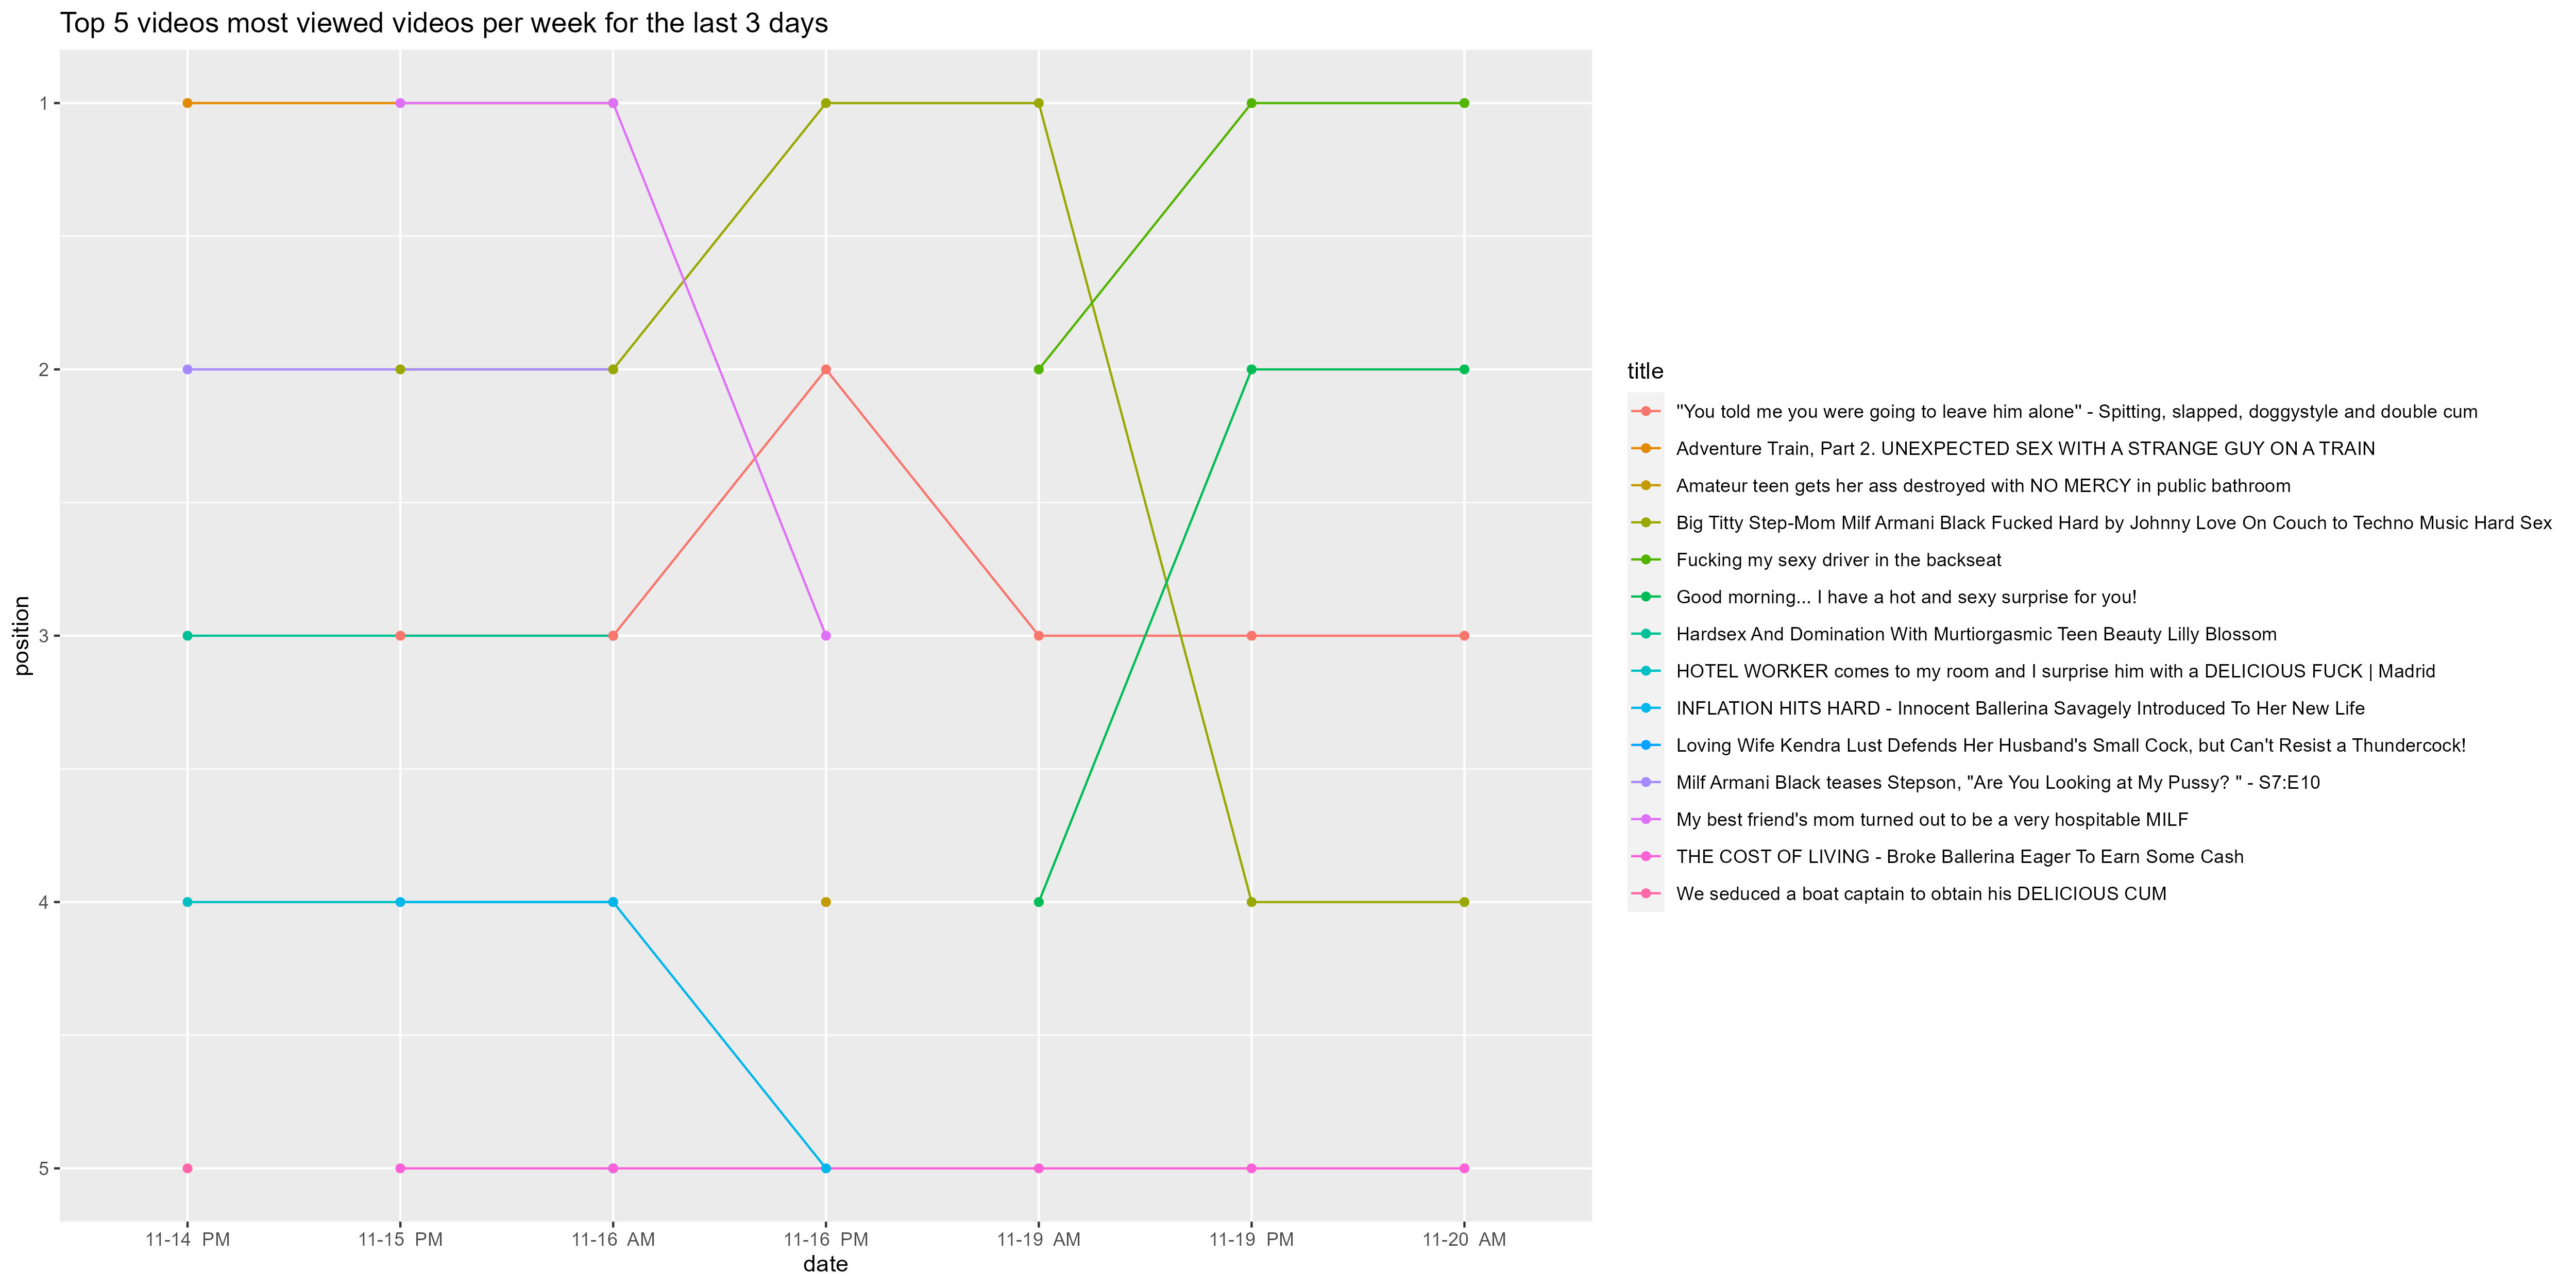 Top 5 videos most viewed videos per week for the last 3 days
position
1
2
3
4
5
11-14 PM
11-15 PM
11-16 AM
11-16 PM
11-19 AM
11-19 PM
11-20 AM
date
title
"You told me you were going to leave him alone" - Spitting, slapped, doggystyle and double cum
Adventure Train, Part 2. UNEXPECTED SEX WITH A STRANGE GUY ON A TRAIN
Amateur teen gets her ass destroyed with NO MERCY in public bathroom
Big Titty Step-Mom Milf Armani Black Fucked Hard by Johnny Love On Couch to Techno Music Hard Sex
Fucking my sexy driver in the backseat
Good morning... I have a hot and sexy surprise for you!
Hardsex And Domination With Murtiorgasmic Teen Beauty Lilly Blossom
HOTEL WORKER comes to my room and I surprise him with a DELICIOUS FUCK | Madrid
INFLATION HITS HARD - Innocent Ballerina Savagely Introduced To Her New Life
Loving Wife Kendra Lust Defends Her Husband's Small Cock, but Can't Resist a Thundercock!
Milf Armani Black teases Stepson, "Are You Looking at My Pussy? " - S7:E10
My best friend's mom turned out to be a very hospitable MILF
THE COST OF LIVING - Broke Ballerina Eager To Earn Some Cash
We seduced a boat captain to obtain his DELICIOUS CUM